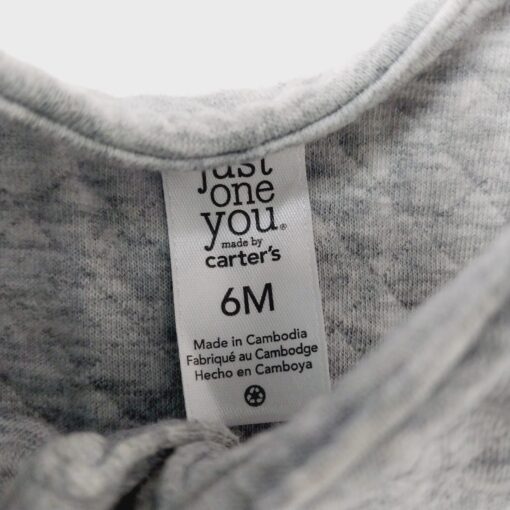 just
one
you®
made by
carter's
6M
Made in Cambodia
Fabriqué au Cambodge
Hecho en Camboya